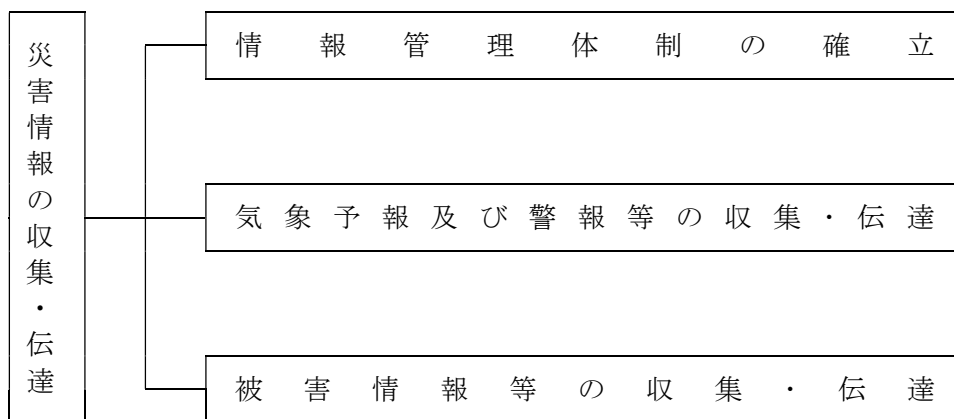 災害情報の収集・伝達
情報管理体制の確立
気象予報及び警報等の収集・伝達
被害情報等の収集・伝達